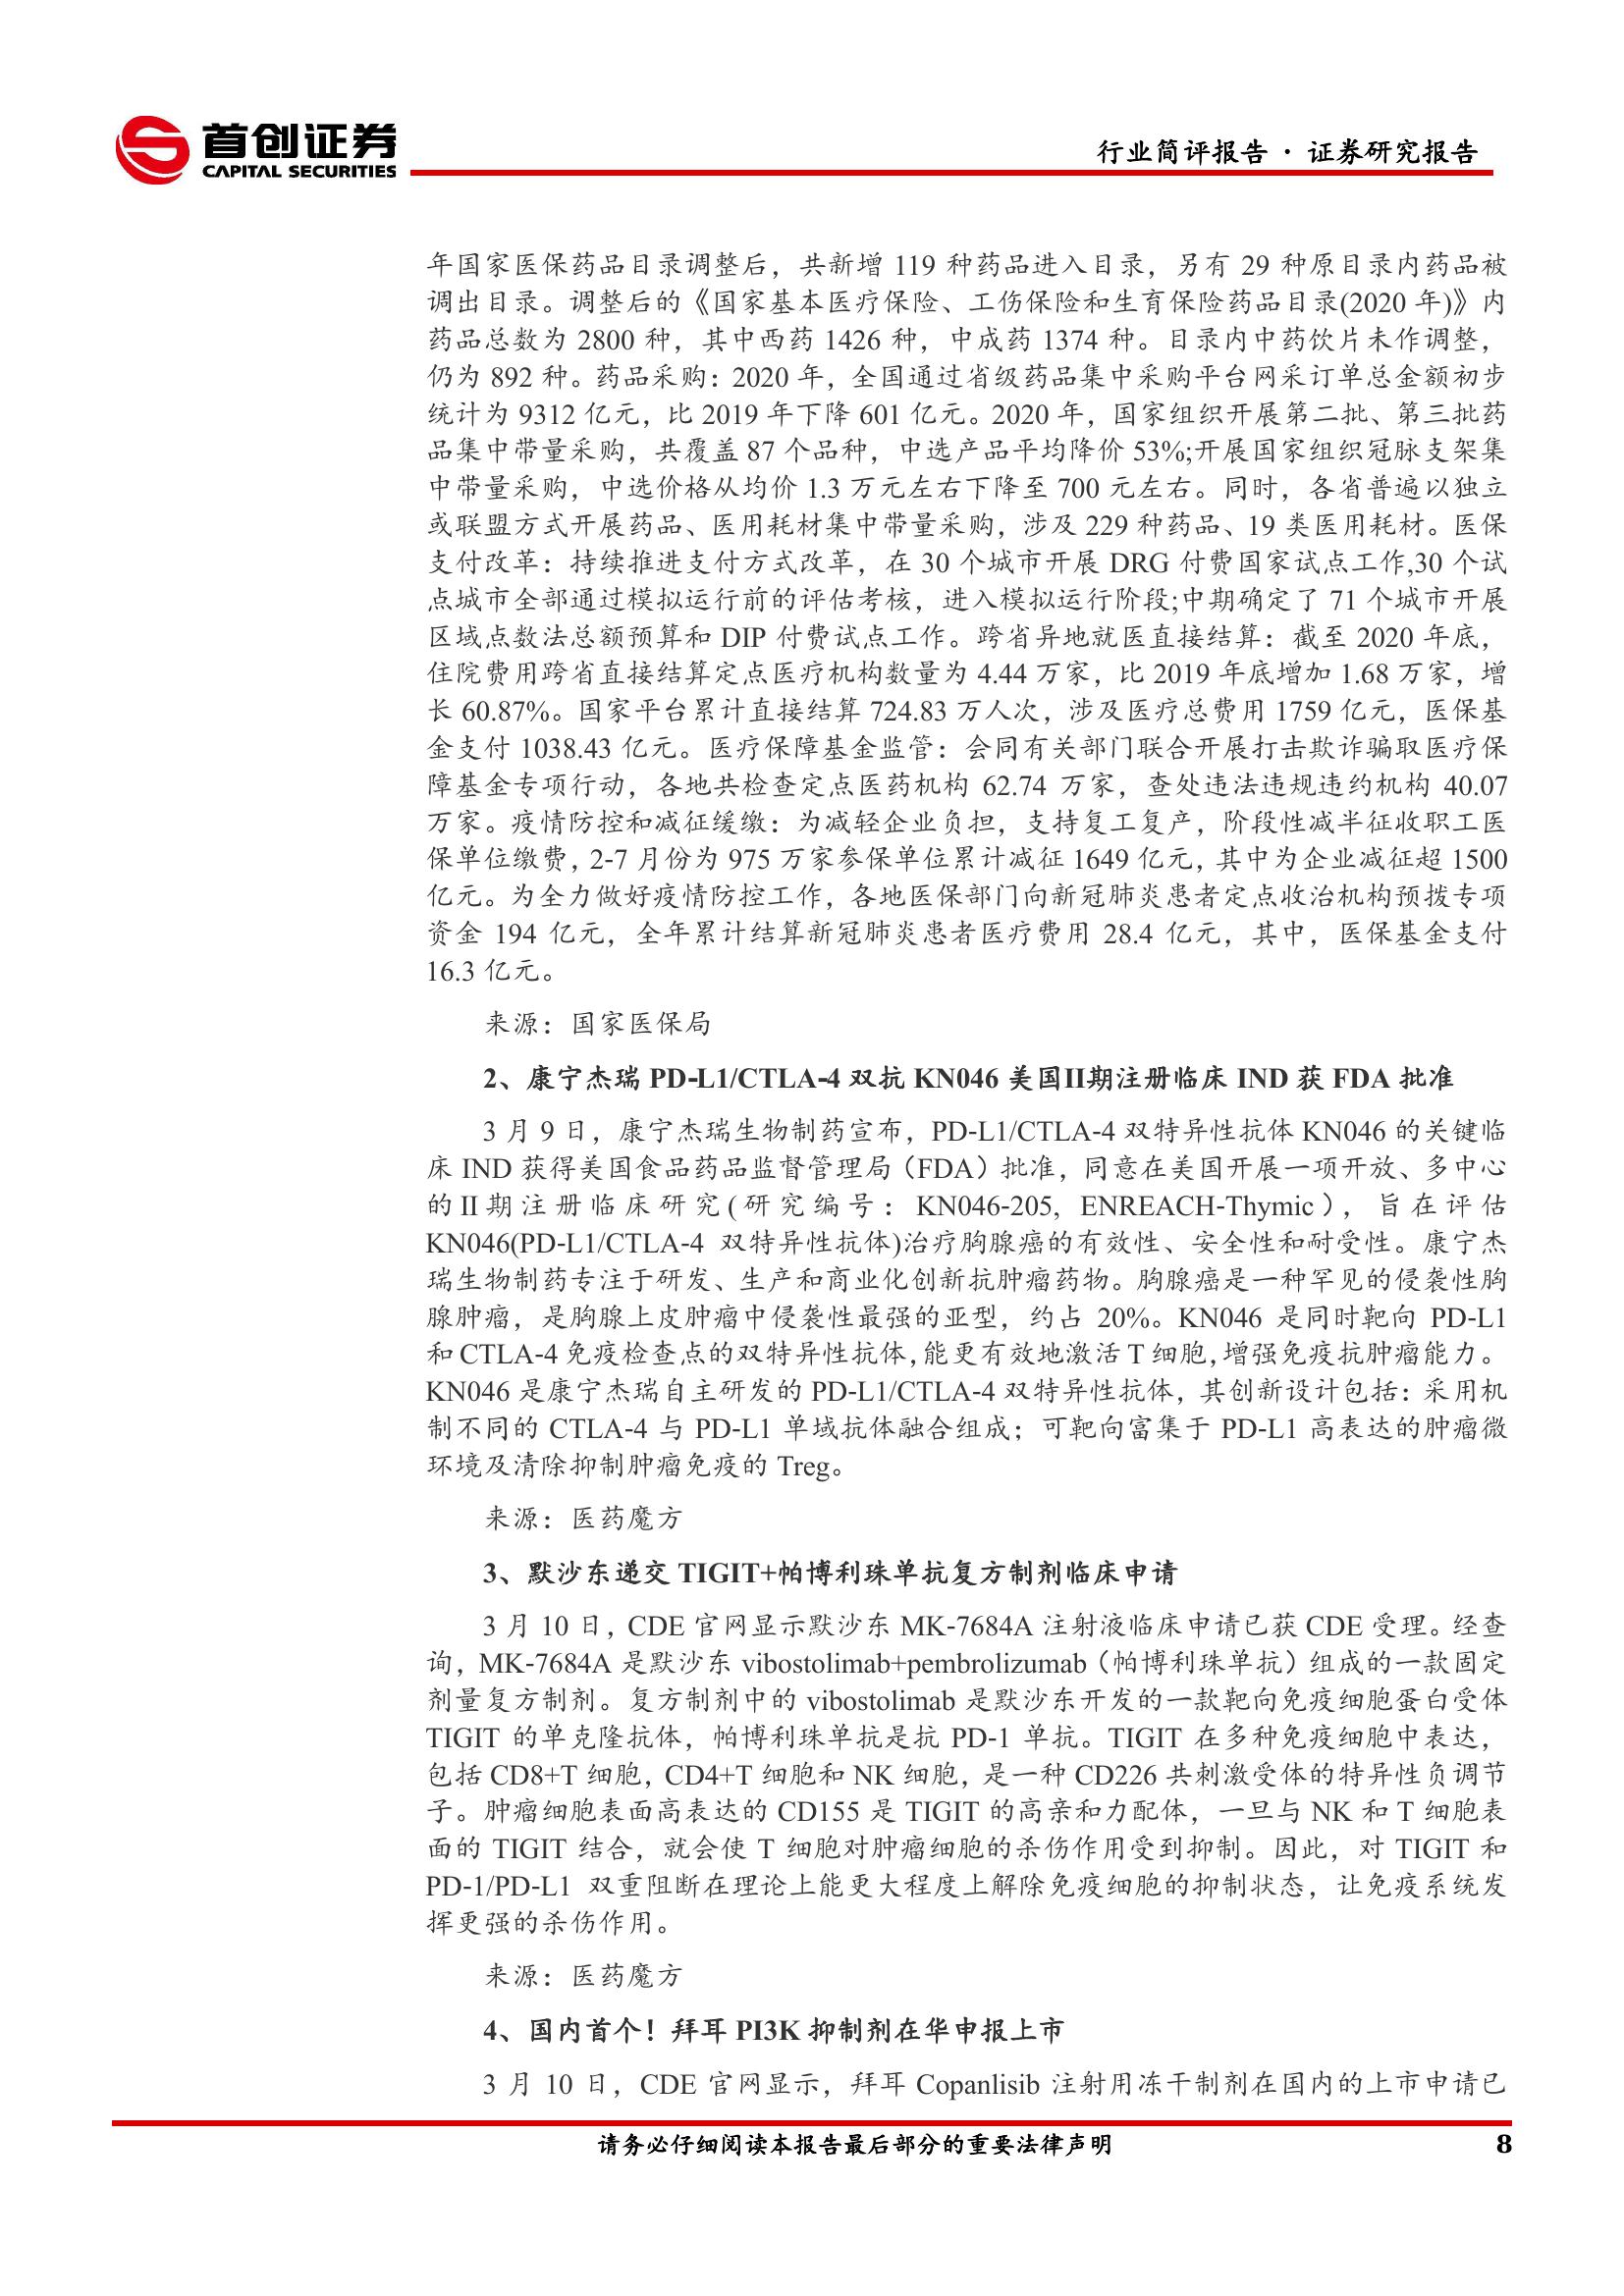 首创证券
CAPITAL SECURITIES
行业简评报告 · 证券研究报告
年国家医保药品目录调整后，共新增 119 种药品进入目录，另有 29 种原目录内药品被
调出目录。调整后的《国家基本医疗保险、工伤保险和生育保险药品目录(2020 年)》内
药品总数为 2800 种，其中西药 1426 种，中成药 1374 种。目录内中药饮片未作调整，
仍为 892 种。药品采购：2020 年，全国通过省级药品集中采购平台网采订单总金额初步
统计为 9312 亿元，比 2019 年下降 601 亿元。2020 年，国家组织开展第二批、第三批药
品集中带量采购，共覆盖 87 个品种，中选产品平均降价 53%;开展国家组织冠脉支架集
中带量采购，中选价格从均价 1.3 万元左右下降至 700 元左右。同时，各省普遍以独立
或联盟方式开展药品、医用耗材集中带量采购，涉及 229 种药品、19 类医用耗材。医保
支付改革：持续推进支付方式改革，在 30 个城市开展 DRG 付费国家试点工作,30 个试
点城市全部通过模拟运行前的评估考核，进入模拟运行阶段;中期确定了 71 个城市开展
区域点数法总额预算和 DIP 付费试点工作。跨省异地就医直接结算：截至 2020 年底，
住院费用跨省直接结算定点医疗机构数量为 4.44 万家，比 2019 年底增加 1.68 万家，增
长 60.87%。国家平台累计直接结算 724.83 万人次，涉及医疗总费用 1759 亿元，医保基
金支付 1038.43 亿元。医疗保障基金监管：会同有关部门联合开展打击欺诈骗取医疗保
障基金专项行动，各地共检查定点医药机构 62.74 万家，查处违法违规违约机构 40.07
万家。疫情防控和减征缓缴：为减轻企业负担，支持复工复产，阶段性减半征收职工医
保单位缴费，2-7 月份为 975 万家参保单位累计减征 1649 亿元，其中为企业减征超 1500
亿元。为全力做好疫情防控工作，各地医保部门向新冠肺炎患者定点收治机构预拨专项
资金 194 亿元，全年累计结算新冠肺炎患者医疗费用 28.4 亿元，其中，医保基金支付
16.3 亿元。
来源：国家医保局
2、康宁杰瑞 PD-L1/CTLA-4 双抗 KN046 美国II期注册临床 IND 获 FDA 批准
3 月 9 日，康宁杰瑞生物制药宣布，PD-L1/CTLA-4 双特异性抗体 KN046 的关键临
床 IND 获得美国食品药品监督管理局（FDA）批准，同意在美国开展一项开放、多中心
的 II 期注册临床研究(研究编号：KN046-205, ENREACH-Thymic），旨在评估
KN046(PD-L1/CTLA-4 双特异性抗体)治疗胸腺癌的有效性、安全性和耐受性。康宁杰
瑞生物制药专注于研发、生产和商业化创新抗肿瘤药物。胸腺癌是一种罕见的侵袭性胸
腺肿瘤，是胸腺上皮肿瘤中侵袭性最强的亚型，约占 20%。KN046 是同时靶向 PD-L1
和 CTLA-4 免疫检查点的双特异性抗体,能更有效地激活 T 细胞,增强免疫抗肿瘤能力。
KN046 是康宁杰瑞自主研发的 PD-L1/CTLA-4 双特异性抗体，其创新设计包括：采用机
制不同的 CTLA-4 与 PD-L1 单域抗体融合组成；可靶向富集于 PD-L1 高表达的肿瘤微
环境及清除抑制肿瘤免疫的 Treg。
来源：医药魔方
3、默沙东递交 TIGIT+帕博利珠单抗复方制剂临床申请
3 月 10 日，CDE 官网显示默沙东 MK-7684A 注射液临床申请已获 CDE 受理。经查
询，MK-7684A 是默沙东 vibostolimab+pembrolizumab（帕博利珠单抗）组成的一款固定
剂量复方制剂。复方制剂中的 vibostolimab 是默沙东开发的一款靶向免疫细胞蛋白受体
TIGIT 的单克隆抗体，帕博利珠单抗是抗 PD-1 单抗。TIGIT 在多种免疫细胞中表达，
包括 CD8+T 细胞，CD4+T 细胞和 NK 细胞，是一种 CD226 共刺激受体的特异性负调节
子。肿瘤细胞表面高表达的 CD155 是 TIGIT 的高亲和力配体，一旦与 NK 和 T 细胞表
面的 TIGIT 结合，就会使 T 细胞对肿瘤细胞的杀伤作用受到抑制。因此，对 TIGIT 和
PD-1/PD-L1 双重阻断在理论上能更大程度上解除免疫细胞的抑制状态，让免疫系统发
挥更强的杀伤作用。
来源：医药魔方
4、国内首个！拜耳 PI3K 抑制剂在华申报上市
3 月 10 日，CDE 官网显示，拜耳 Copanlisib 注射用冻干制剂在国内的上市申请已
请务必仔细阅读本报告最后部分的重要法律声明
8